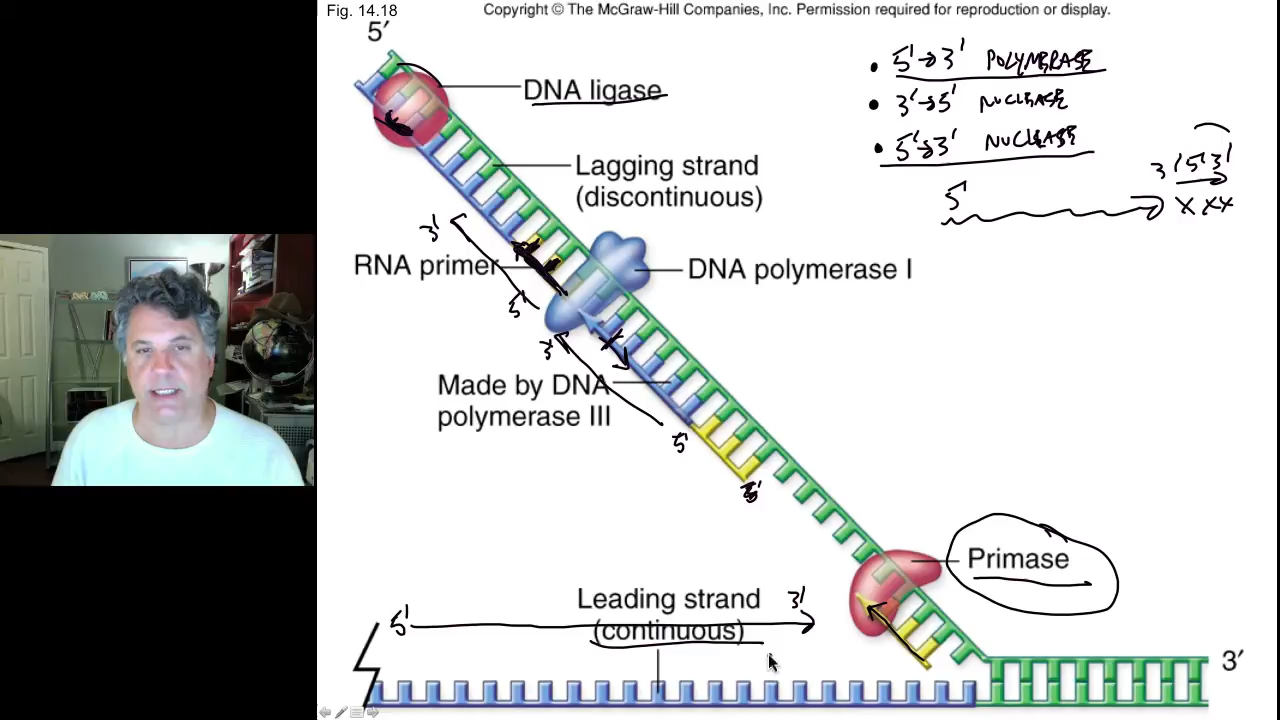 Fig. 14.18
Copyright © The McGraw-Hill Companies, Inc. Permission required for reproduction or display.
5′
DNA ligase
• 5' → 3' POLYMERASE
• 3' → 5' NUCLEASE
• 5' → 3' NUCLEASE
Lagging strand
(discontinuous)
3' 5' 3'
5'
X X X
3'
RNA primer
DNA polymerase I
5'
3'
Made by DNA
polymerase III
5'
Primase
Leading strand
(continuous)
5'
3'
3′